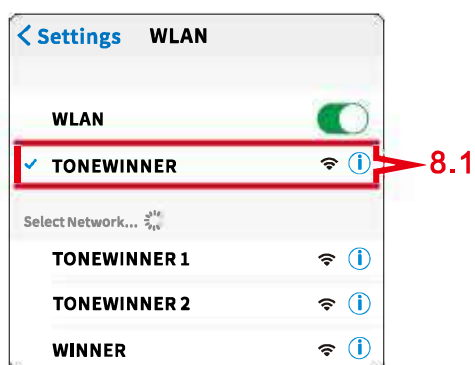 Settings WLAN
WLAN
TONEWINNER
8.1
Select Network...
TONEWINNER 1
TONEWINNER 2
WINNER